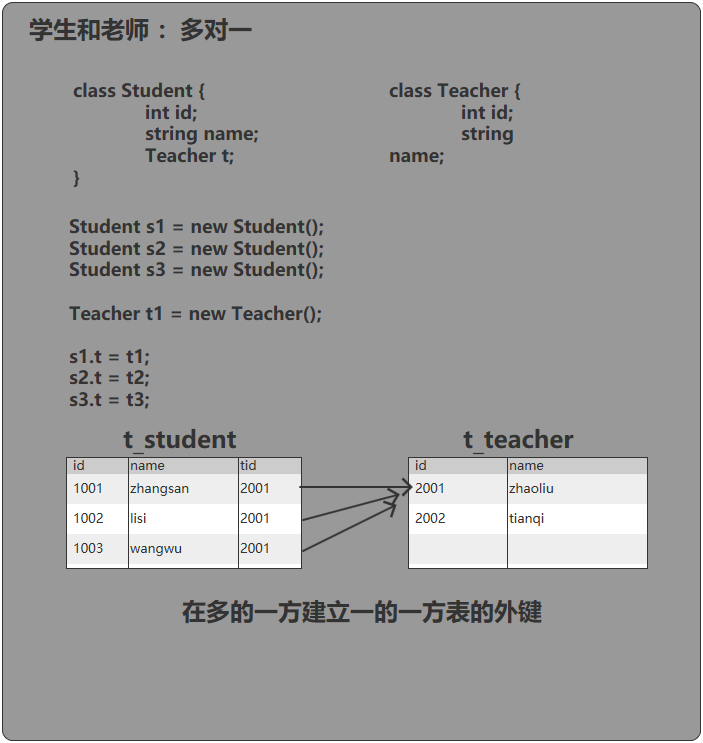 学生和老师 ：多对一
class Student {
int id;
string name;
Teacher t;
}
class Teacher {
int id;
string
name;
Student s1 = new Student();
Student s2 = new Student();
Student s3 = new Student();
Teacher t1 = new Teacher();
s1.t = t1;
s2.t = t2;
s3.t = t3;
t_student
id name tid
1001 zhangsan 2001
1002 lisi 2001
1003 wangwu 2001
t_teacher
id name
2001 zhaoliu
2002 tianqi
在多的一方建立一的一方表的外键